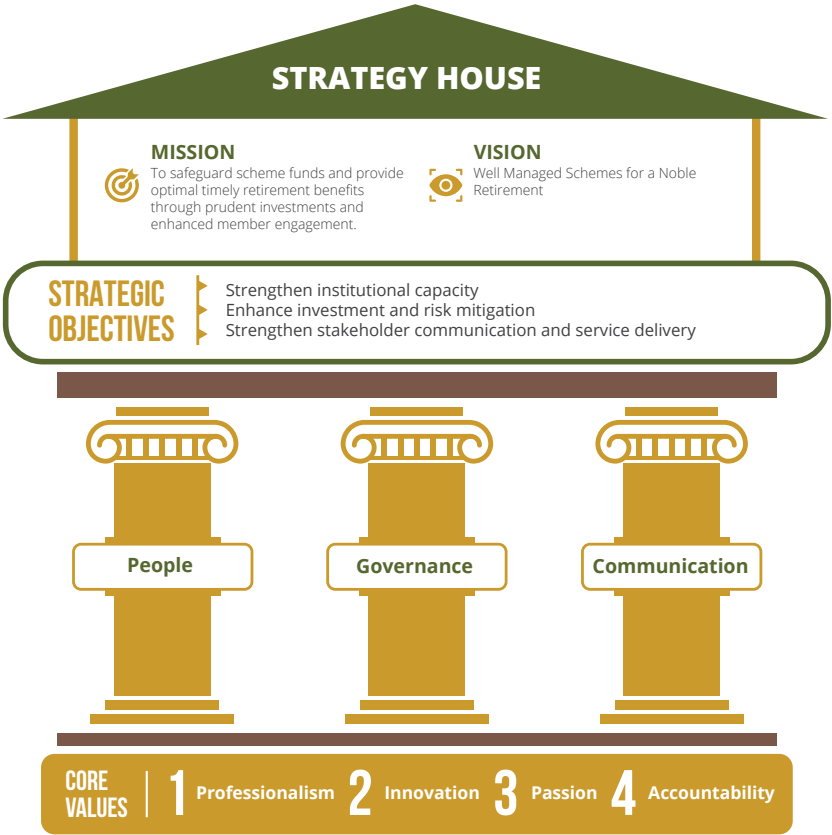 STRATEGY HOUSE
MISSION
To safeguard scheme funds and provide
optimal timely retirement benefits
through prudent investments and
enhanced member engagement.
VISION
Well Managed Schemes for a Noble
Retirement
STRATEGIC
OBJECTIVES
Strengthen institutional capacity
Enhance investment and risk mitigation
Strengthen stakeholder communication and service delivery
People
Governance
Communication
CORE
VALUES
1 Professionalism 2 Innovation 3 Passion 4 Accountability